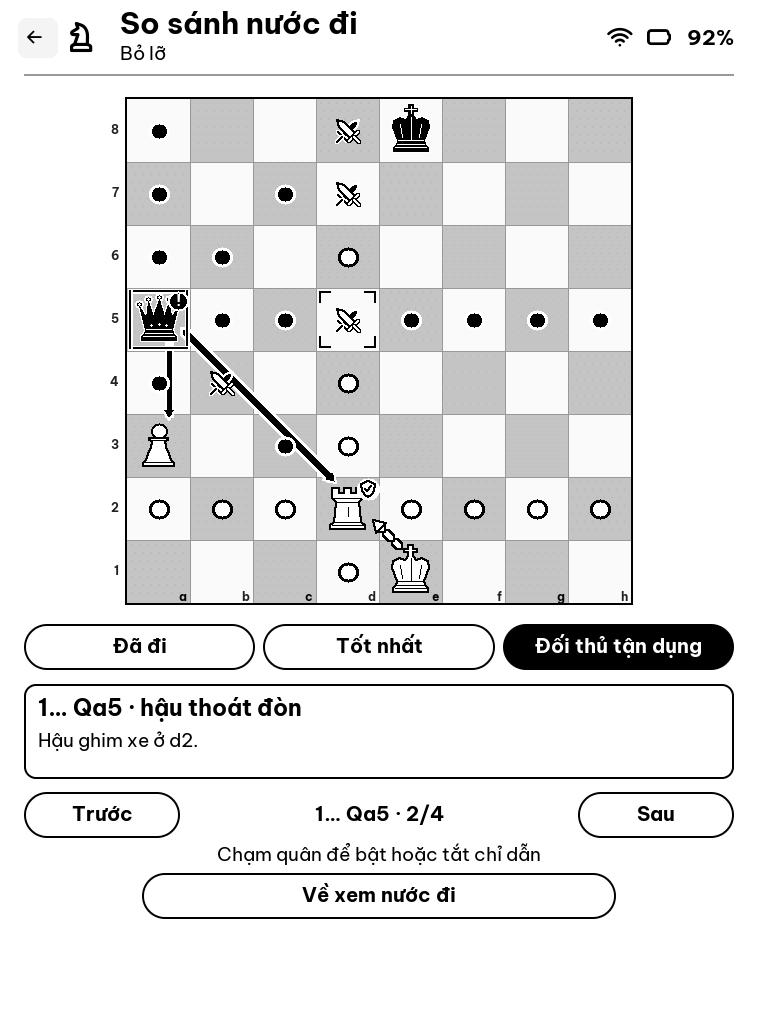 So sánh nước đi
Bỏ lỡ
92%
8
7
6
5
4
3
2
1
a b c d e f g h
Đã đi
Tốt nhất
Đối thủ tận dụng
1... Qa5 · hậu thoát đòn
Hậu ghim xe ở d2.
Trước
1... Qa5 · 2/4
Sau
Chạm quân để bật hoặc tắt chỉ dẫn
Về xem nước đi